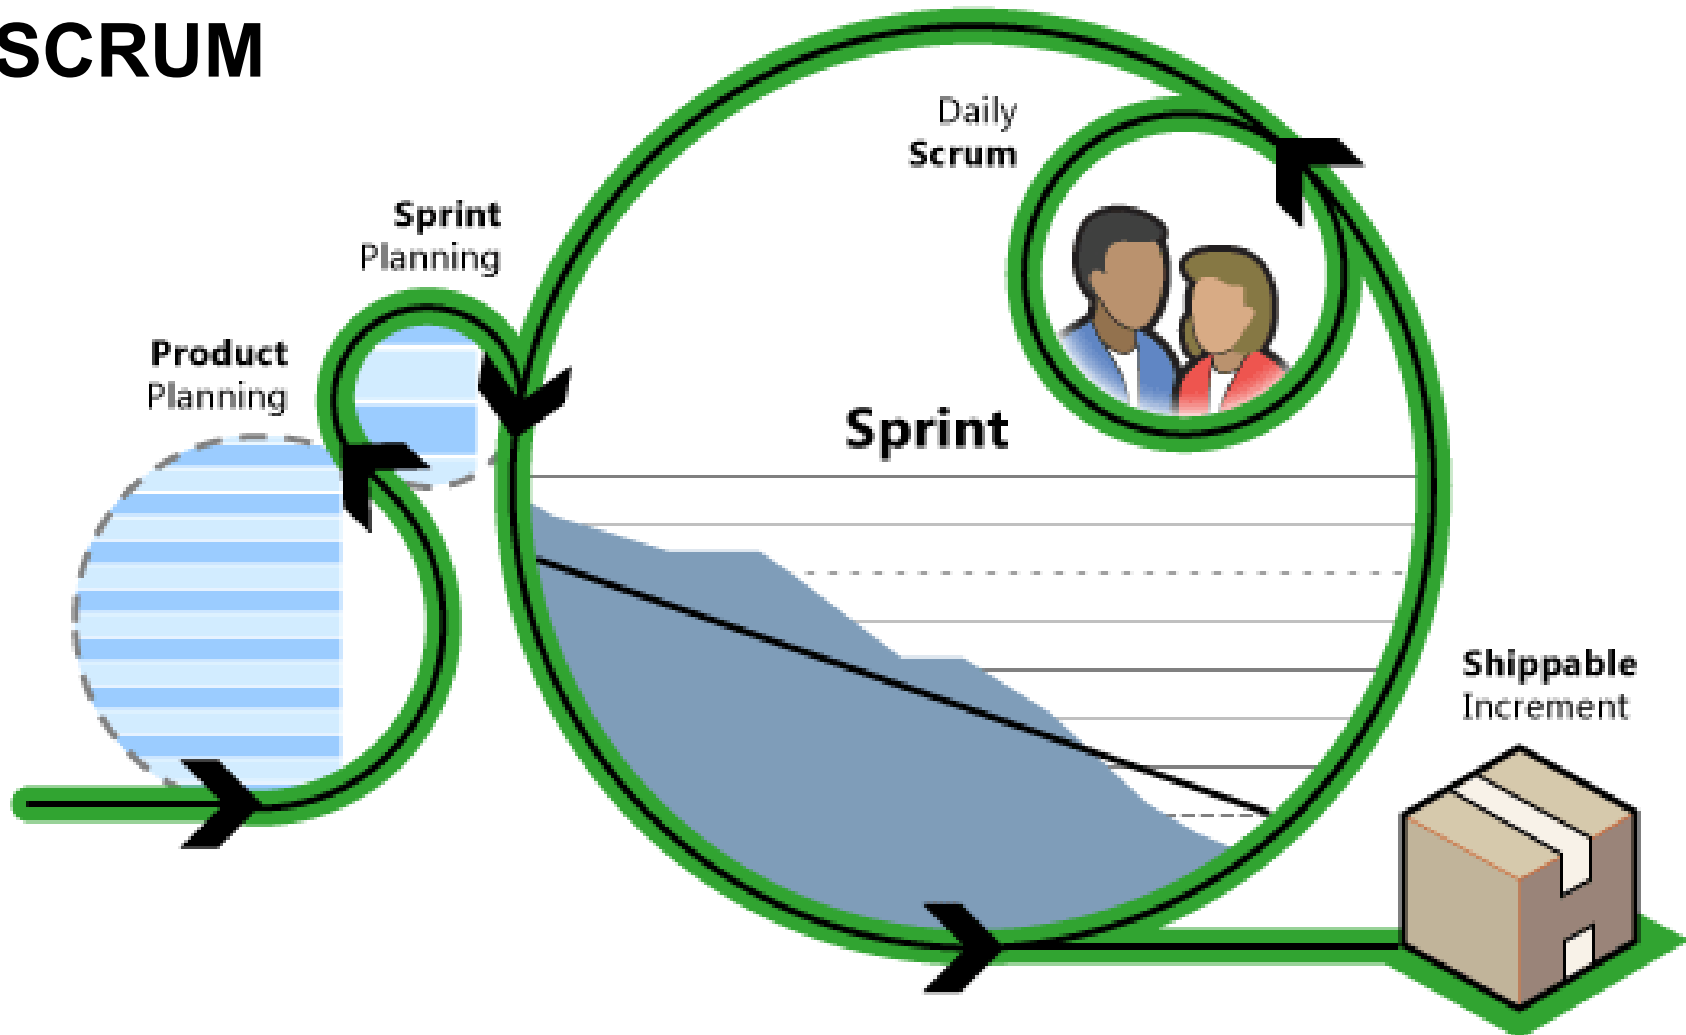 SCRUM
Daily
Scrum
Sprint
Planning
Product
Planning
Sprint
Shippable
Increment